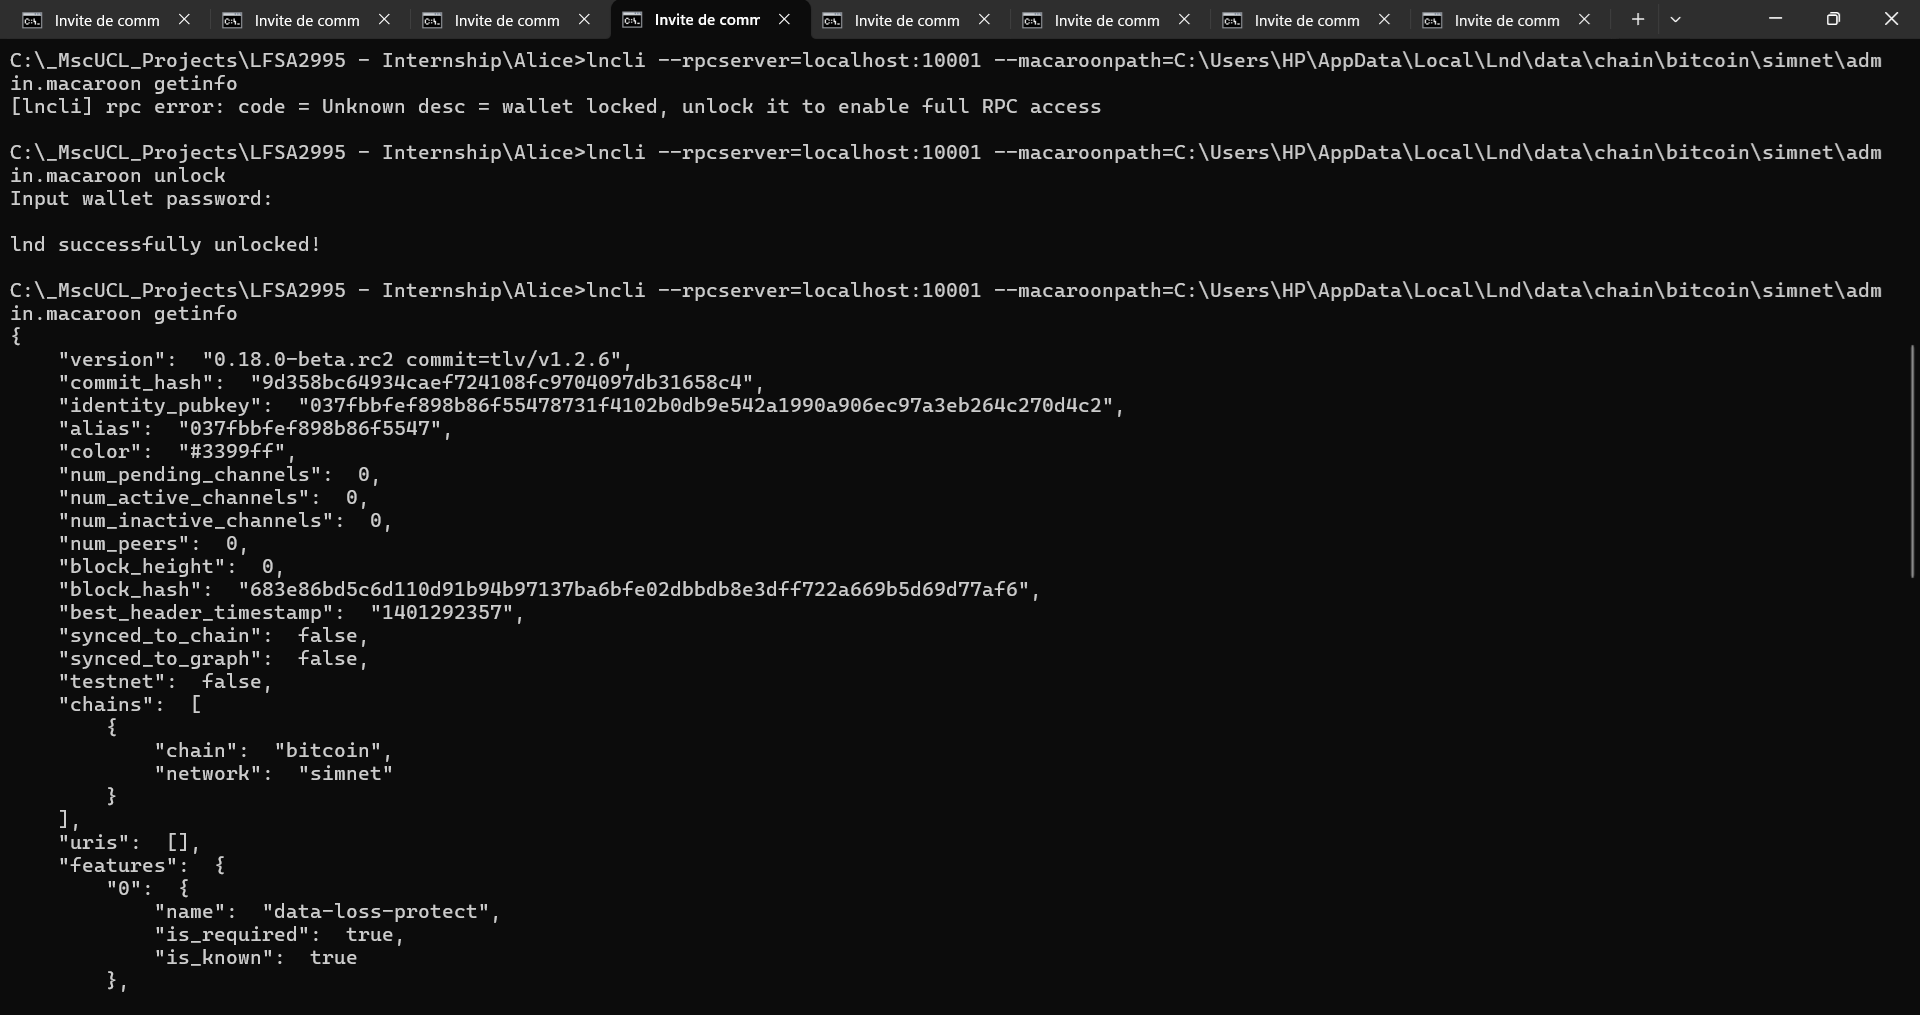 Invite de comm Invite de comm Invite de comm Invite de comm Invite de comm Invite de comm Invite de comm Invite de comm
C:\_MscUCL_Projects\LFSA2995 - Internship\Alice>lncli --rpcserver=localhost:10001 --macaroonpath=C:\Users\HP\AppData\Local\Lnd\data\chain\bitcoin\simnet\adm
in.macaroon getinfo
[lncli] rpc error: code = Unknown desc = wallet locked, unlock it to enable full RPC access
C:\_MscUCL_Projects\LFSA2995 - Internship\Alice>lncli --rpcserver=localhost:10001 --macaroonpath=C:\Users\HP\AppData\Local\Lnd\data\chain\bitcoin\simnet\adm
in.macaroon unlock
Input wallet password:
lnd successfully unlocked!
C:\_MscUCL_Projects\LFSA2995 - Internship\Alice>lncli --rpcserver=localhost:10001 --macaroonpath=C:\Users\HP\AppData\Local\Lnd\data\chain\bitcoin\simnet\adm
in.macaroon getinfo
{
    "version":  "0.18.0-beta.rc2 commit=tlv/v1.2.6",
    "commit_hash":  "9d358bc64934caef724108fc9704097db31658c4",
    "identity_pubkey":  "037fbbfef898b86f55478731f4102b0db9e542a1990a906ec97a3eb264c270d4c2",
    "alias":  "037fbbfef898b86f5547",
    "color":  "#3399ff",
    "num_pending_channels":  0,
    "num_active_channels":  0,
    "num_inactive_channels":  0,
    "num_peers":  0,
    "block_height":  0,
    "block_hash":  "683e86bd5c6d110d91b94b97137ba6bfe02dbbdb8e3dff722a669b5d69d77af6",
    "best_header_timestamp":  "1401292357",
    "synced_to_chain":  false,
    "synced_to_graph":  false,
    "testnet":  false,
    "chains":  [
        {
            "chain":  "bitcoin",
            "network":  "simnet"
        }
    ],
    "uris":  [],
    "features":  {
        "0":  {
            "name":  "data-loss-protect",
            "is_required":  true,
            "is_known":  true
        },